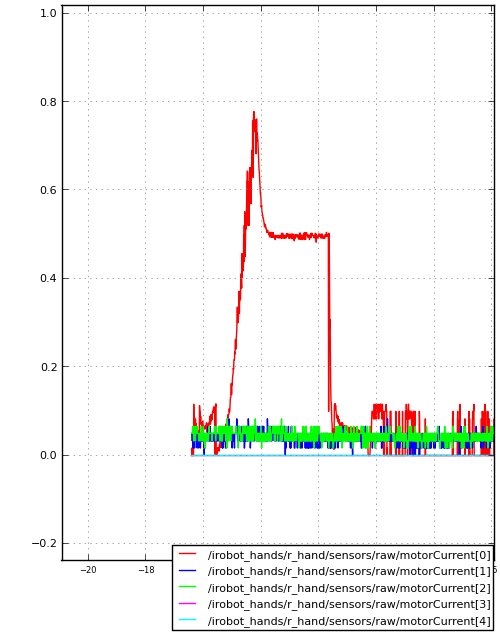 1.0
0.8
0.6
0.4
0.2
0.0
−0.2
−20
−18
/irobot_hands/r_hand/sensors/raw/motorCurrent[0]
/irobot_hands/r_hand/sensors/raw/motorCurrent[1]
/irobot_hands/r_hand/sensors/raw/motorCurrent[2]
/irobot_hands/r_hand/sensors/raw/motorCurrent[3]
/irobot_hands/r_hand/sensors/raw/motorCurrent[4]